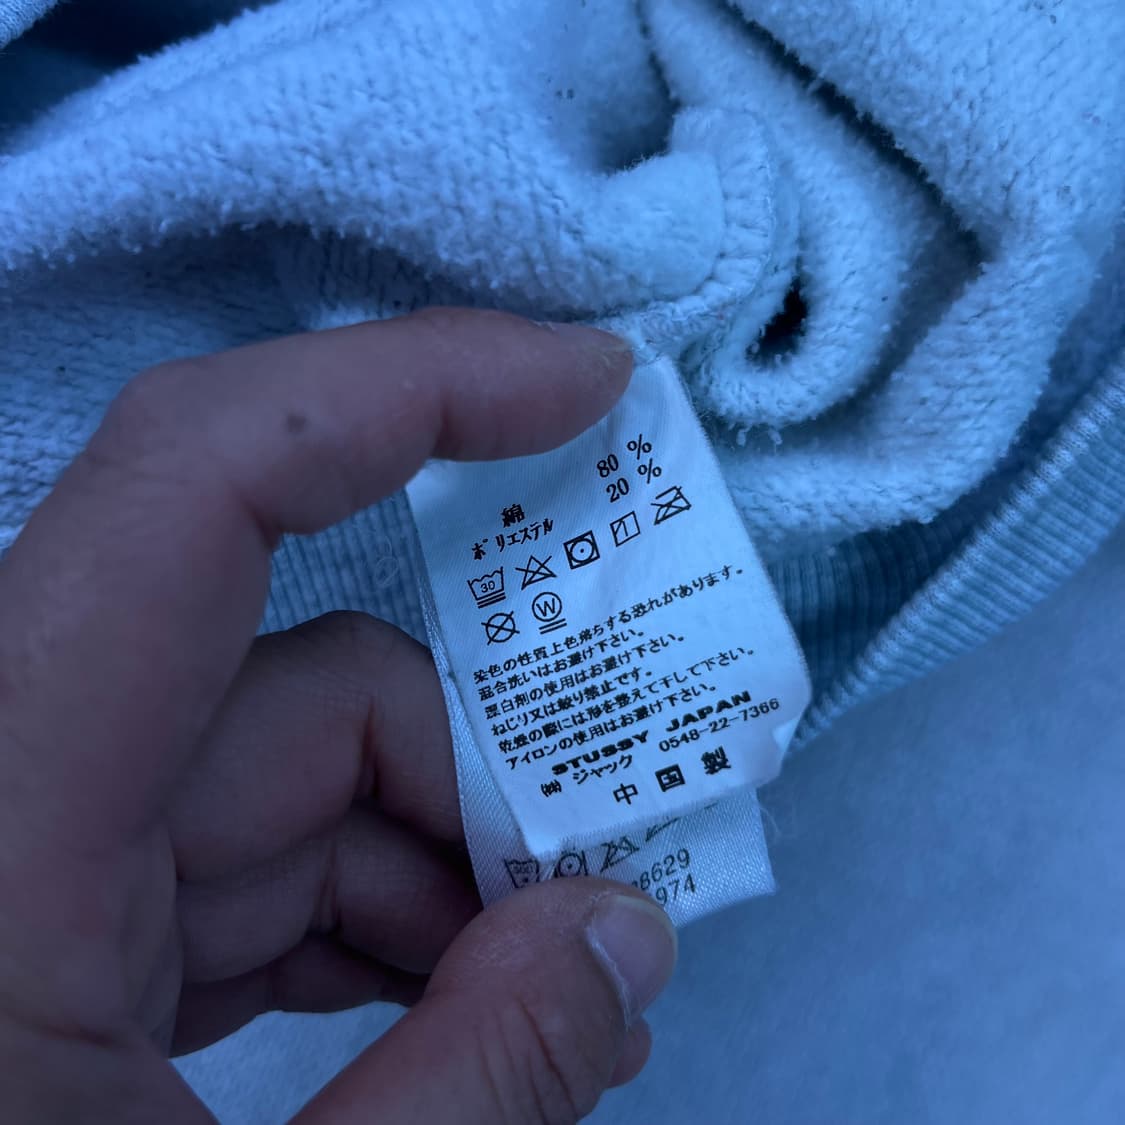 綿 80 %
ポリエステル 20 %
30
W
染色の性質上色落ちする恐れがあります。
混合洗いはお避け下さい。
漂白剤の使用はお避け下さい。
ねじり又は絞り禁止です。
乾燥の際には形を整えて干して下さい。
アイロンの使用はお避け下さい。
STUSSY JAPAN
㈱ ジャック 0548-22-7366
中国製
8629
974